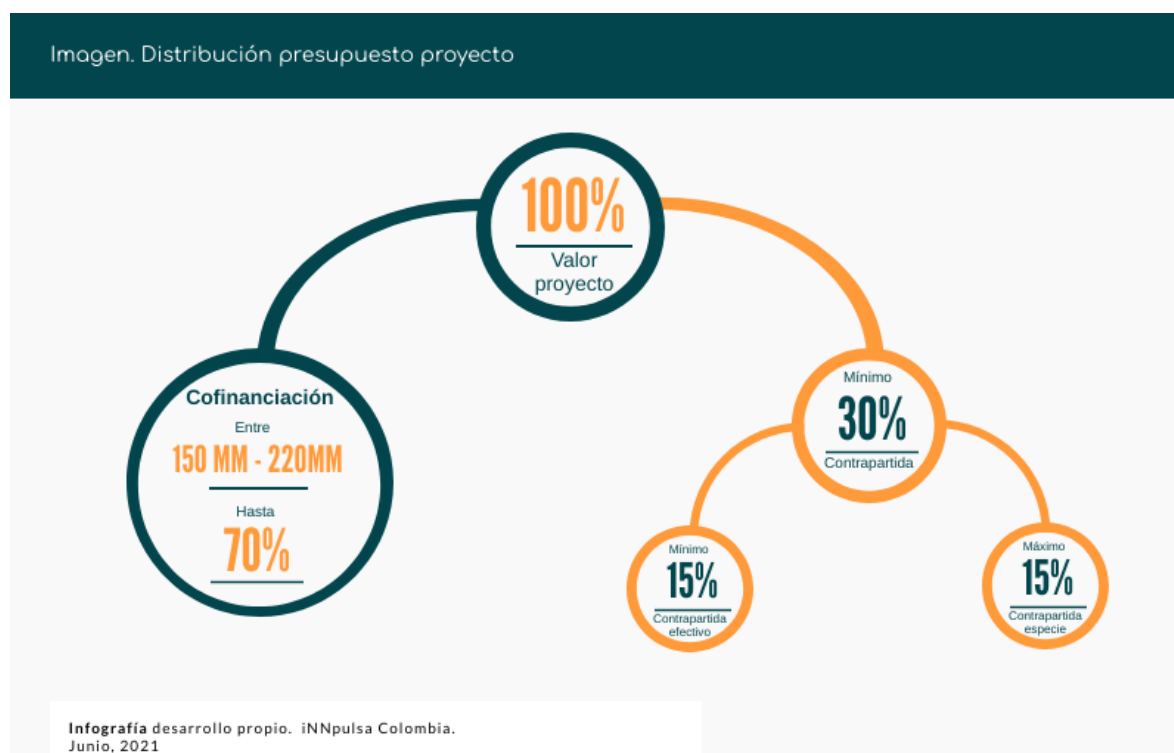 Imagen. Distribución presupuesto proyecto
100%
Valor
proyecto
Cofinanciación
Entre
150 MM - 220MM
Hasta
70%
Mínimo
30%
Contrapartida
Mínimo
15%
Contrapartida
efectivo
Máximo
15%
Contrapartida
especie
Infografía desarrollo propio. iNNpulsa Colombia.
Junio, 2021